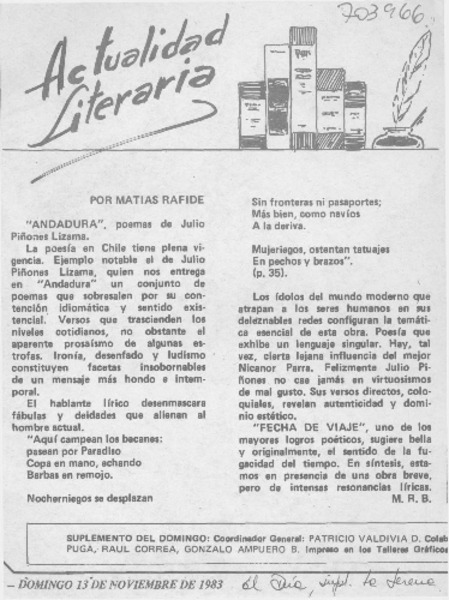 703966
Actualidad
Literaria
POR MATIAS RAFIDE
"ANDADURA", poemas de Julio
Piñones Lizama.
La poesía en Chile tiene plena vi-
gencia. Ejemplo notable el de Julio
Piñones Lizama, quien nos entrega
en "Andadura" un conjunto de
poemas que sobresalen por su con-
tención idiomática y sentido exis-
tencial. Versos que trascienden los
niveles cotidianos, no obstante el
aparente prosaísmo de algunas es-
trofas. Ironía, desenfado y ludismo
constituyen facetas insobornables
de un mensaje más hondo e intem-
poral.
El hablante lírico desenmascara
fábulas y deidades que alienan al
hombre actual.
"Aquí campean los bacanes:
pasean por Paradiso
Copa en mano, echando
Barbas en remojo.
Nocherniegos se desplazan
Sin fronteras ni pasaportes;
Más bien, como navíos
A la deriva.
Mujeriegos, ostentan tatuajes
En pechos y brazos".
(p. 35).
Los ídolos del mundo moderno que
atrapan a los seres humanos en sus
deleznables redes configuran la temáti-
ca esencial de esta obra. Poesía que
exhibe un lenguaje singular. Hay, tal
vez, cierta lejana influencia del mejor
Nicanor Parra. Felizmente Julio Pi-
ñones no cae jamás en virtuosismos
de mal gusto. Sus versos directos, colo-
quiales, revelan autenticidad y domi-
nio estético.
"FECHA DE VIAJE", uno de los
mayores logros poéticos, sugiere bella
y originalmente, el sentido de la fu-
gacidad del tiempo. En síntesis, esta-
mos en presencia de una obra breve,
pero de intensas resonancias líricas.
M. R. B.
SUPLEMENTO DEL DOMINGO: Coordinador General: PATRICIO VALDIVIA D. Colab
PUGA, RAUL CORREA, GONZALO AMPUERO B. Impreso en los Talleres Gráficos
— DOMINGO 13 DE NOVIEMBRE DE 1983 El Día, supl. La Serena